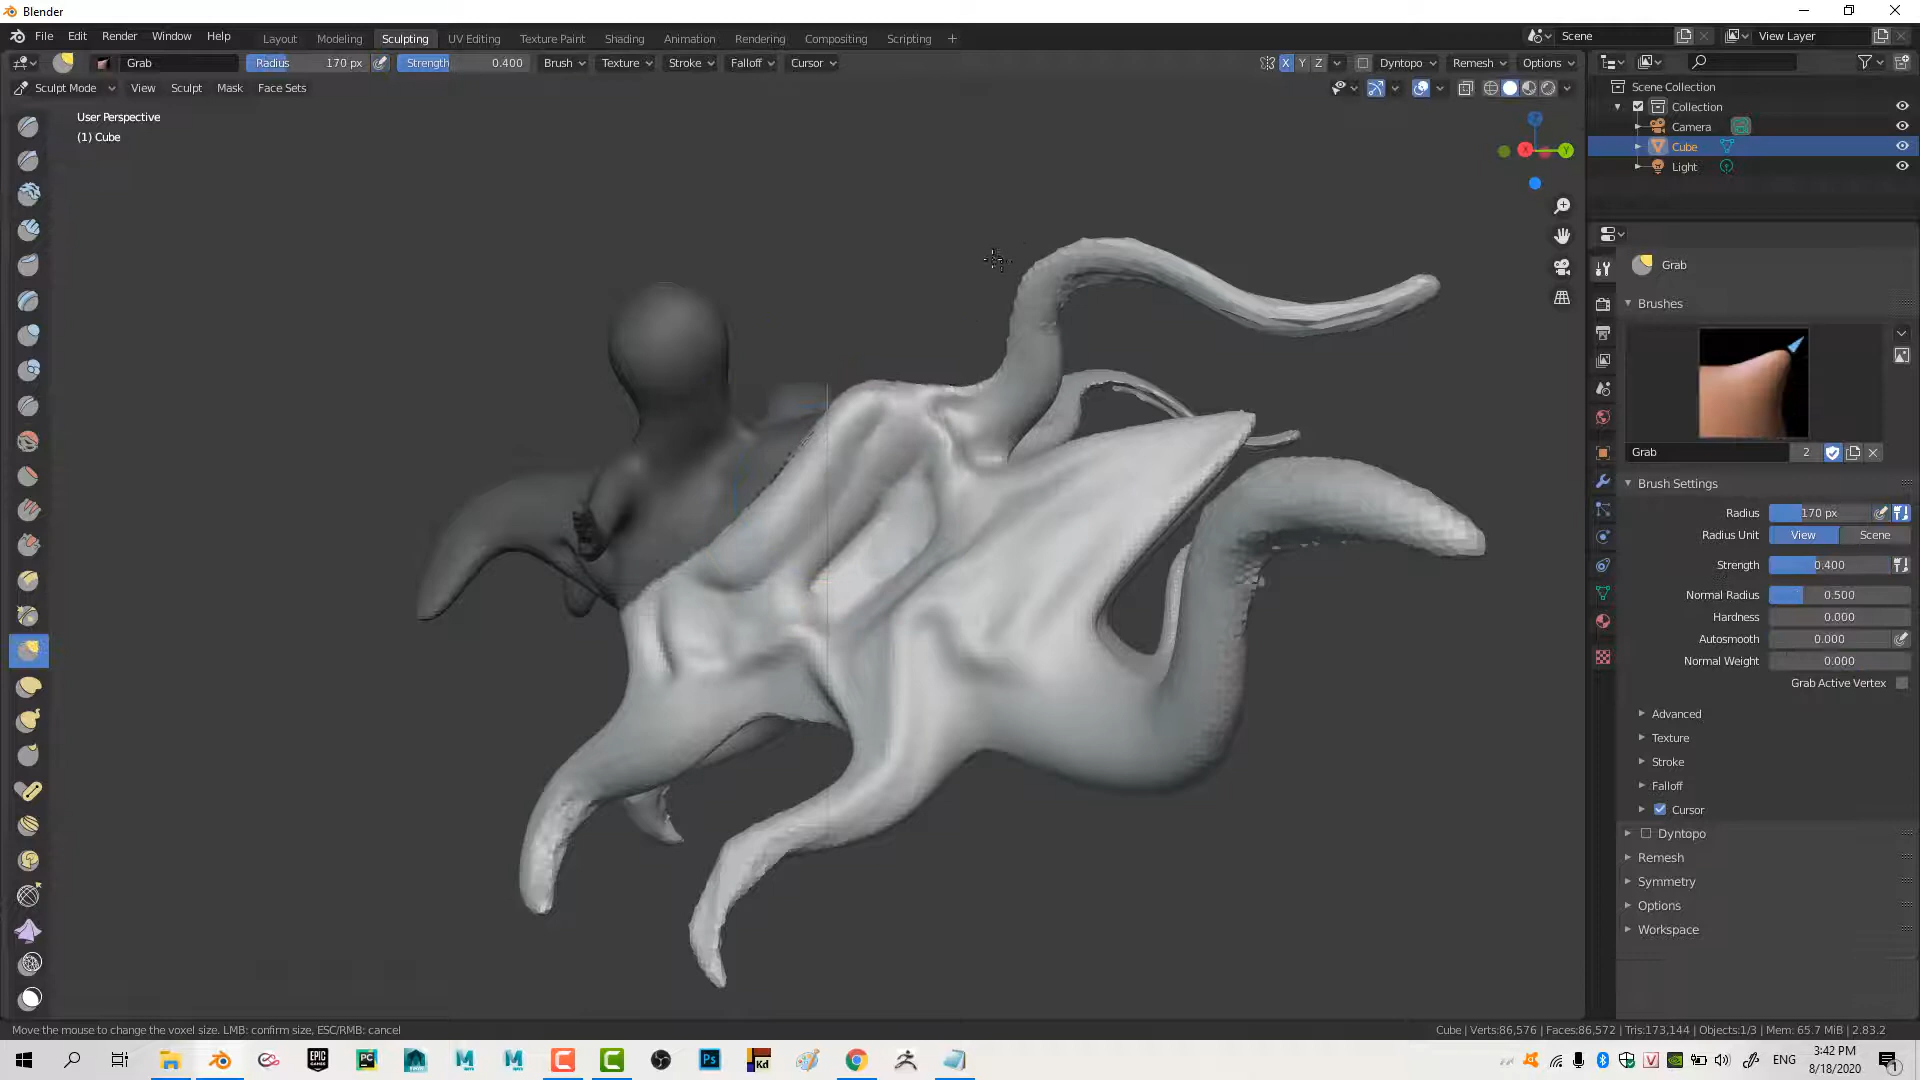 Blender
File Edit Render Window Help Layout Modeling Sculpting UV Editing Texture Paint Shading Animation Rendering Compositing Scripting + Scene View Layer
Grab Radius 170 px Strength 0.400 Brush Texture Stroke Falloff Cursor X Y Z Dyntopo Remesh Options
Sculpt Mode View Sculpt Mask Face Sets
User Perspective
(1) Cube
Z
X
Y
Scene Collection
Collection
Camera
Cube
Light
Grab
Brushes
Grab 2
Brush Settings
Radius 170 px
Radius Unit View Scene
Strength 0.400
Normal Radius 0.500
Hardness 0.000
Autosmooth 0.000
Normal Weight 0.000
Grab Active Vertex
Advanced
Texture
Stroke
Falloff
Cursor
Dyntopo
Remesh
Symmetry
Options
Workspace
Move the mouse to change the voxel size. LMB: confirm size, ESC/RMB: cancel
Cube | Verts:86,576 | Faces:86,572 | Tris:173,144 | Objects:1/3 | Mem: 65.7 MiB | 2.83.2
EPIC GAMES PC M M C C Ps Kd V ENG 3:42 PM
8/18/2020
1